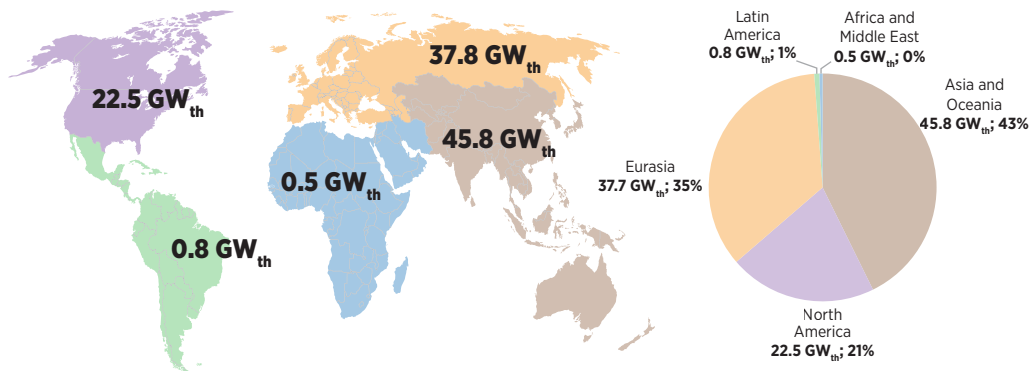 22.5 GWth
37.8 GWth
45.8 GWth
0.5 GWth
0.8 GWth
Latin
America
0.8 GWth; 1%
Africa and
Middle East
0.5 GWth; 0%
Asia and
Oceania
45.8 GWth; 43%
Eurasia
37.7 GWth; 35%
North
America
22.5 GWth; 21%